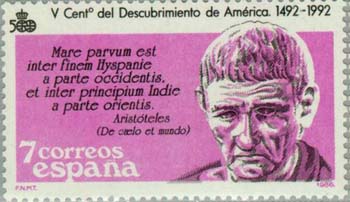 500
V Centº del Descubrimiento de América. 1492-1992
Mare parvum est
inter finem Hyspanie
a parte occidentis,
et inter principium Indie
a parte orientis.
Aristóteles
(De cœlo et mundo)
7 correos
españa
F.N.M.T.
1986